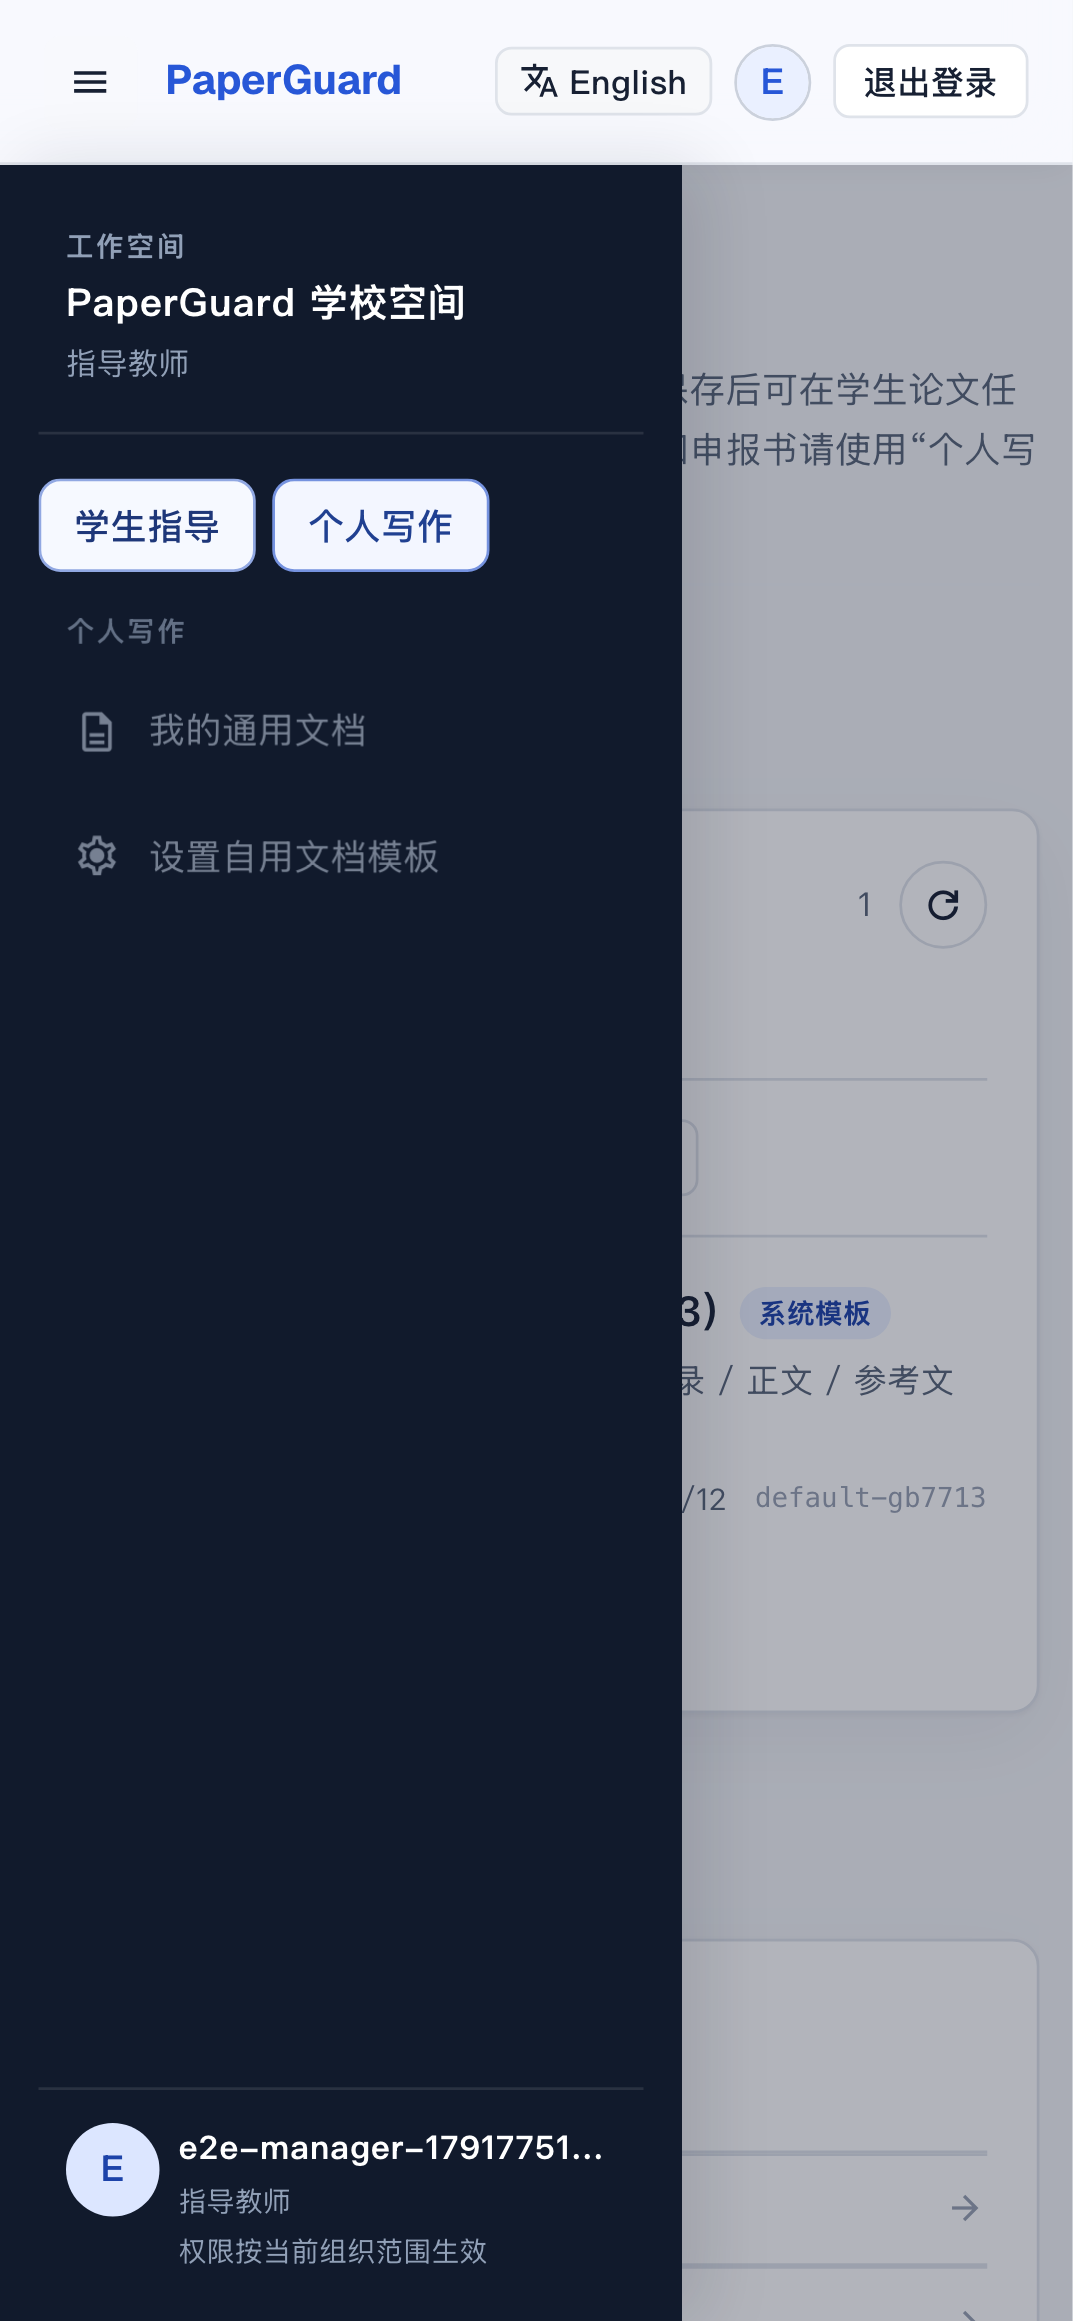 PaperGuard
English
E
退出登录
工作空间
PaperGuard 学校空间
指导教师
存后可在学生论文任
申报书请使用“个人写
学生指导
个人写作
个人写作
我的通用文档
设置自用文档模板
1
3)
系统模板
录 / 正文 / 参考文
/12
default-gb7713
E
e2e-manager-17917751...
指导教师
权限按当前组织范围生效